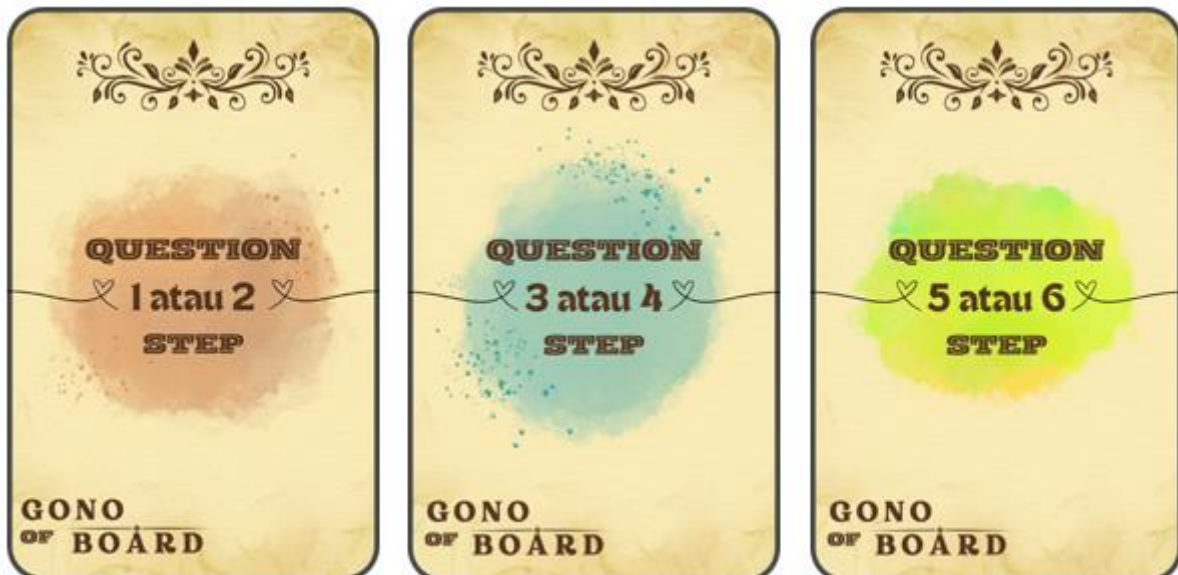 QUESTION
1 atau 2
STEP
GONO
OF BOARD
QUESTION
3 atau 4
STEP
GONO
OF BOARD
QUESTION
5 atau 6
STEP
GONO
OF BOARD